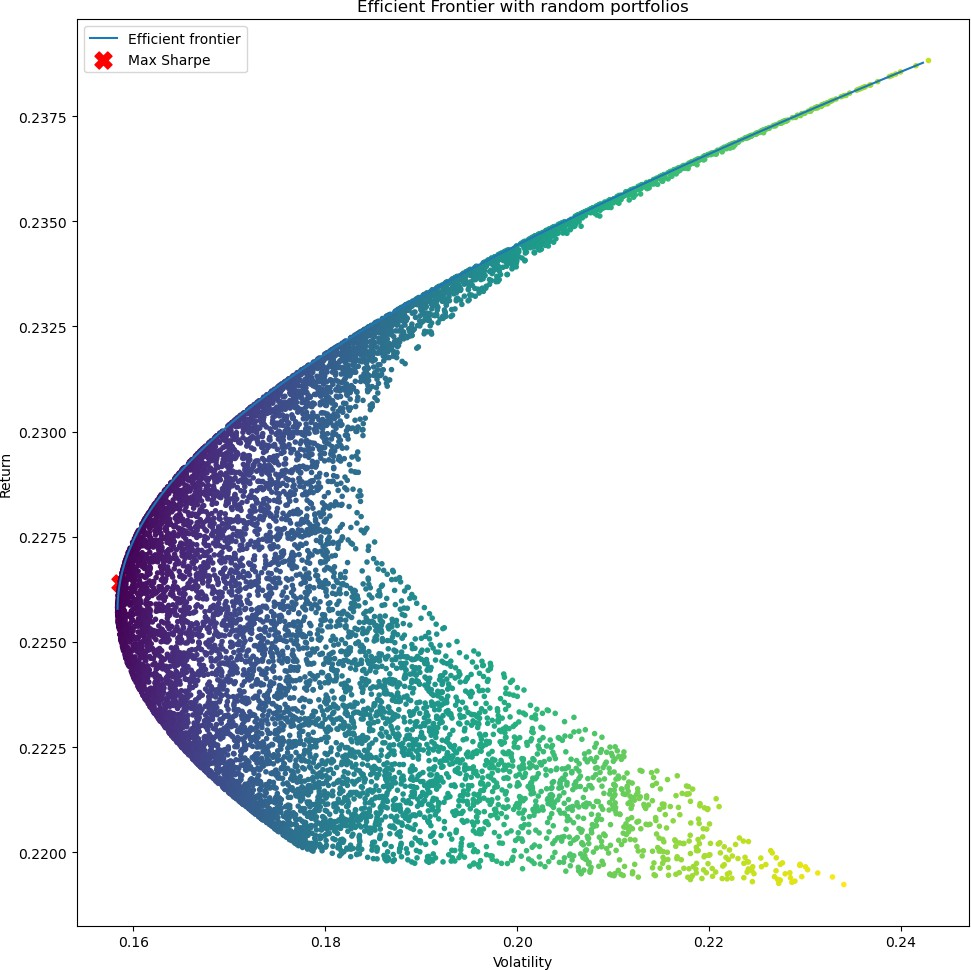 Efficient Frontier with random portfolios
Efficient frontier
Max Sharpe
0.2375
0.2350
0.2325
0.2300
0.2275
0.2250
0.2225
0.2200
Return
0.16 0.18 0.20 0.22 0.24
Volatility